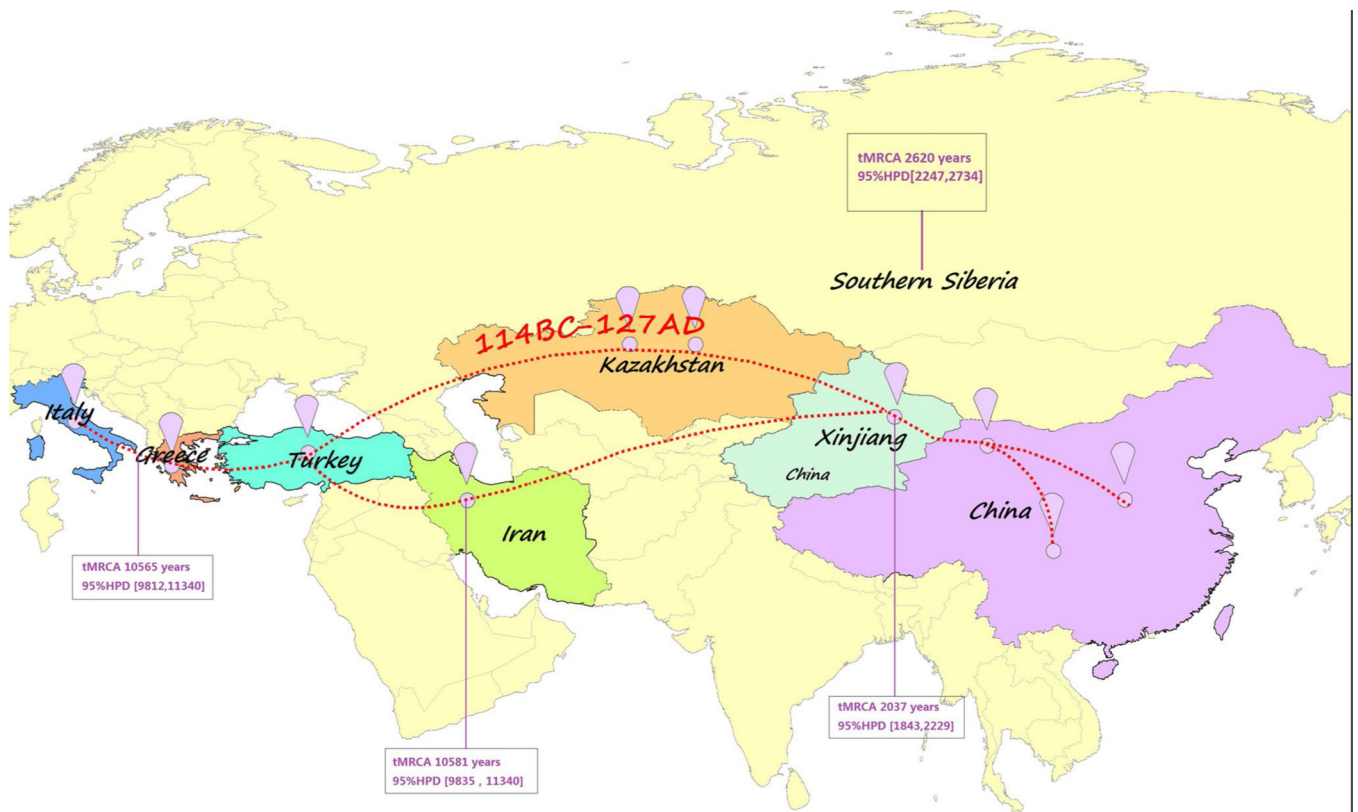 tMRCA 2620 years
95%HPD[2247,2734]
Southern Siberia
114BC-127AD
Kazakhstan
Italy
Greece
Turkey
Xinjiang
China
Iran
China
tMRCA 10565 years
95%HPD [9812,11340]
tMRCA 2037 years
95%HPD [1843,2229]
tMRCA 10581 years
95%HPD [9835 , 11340]